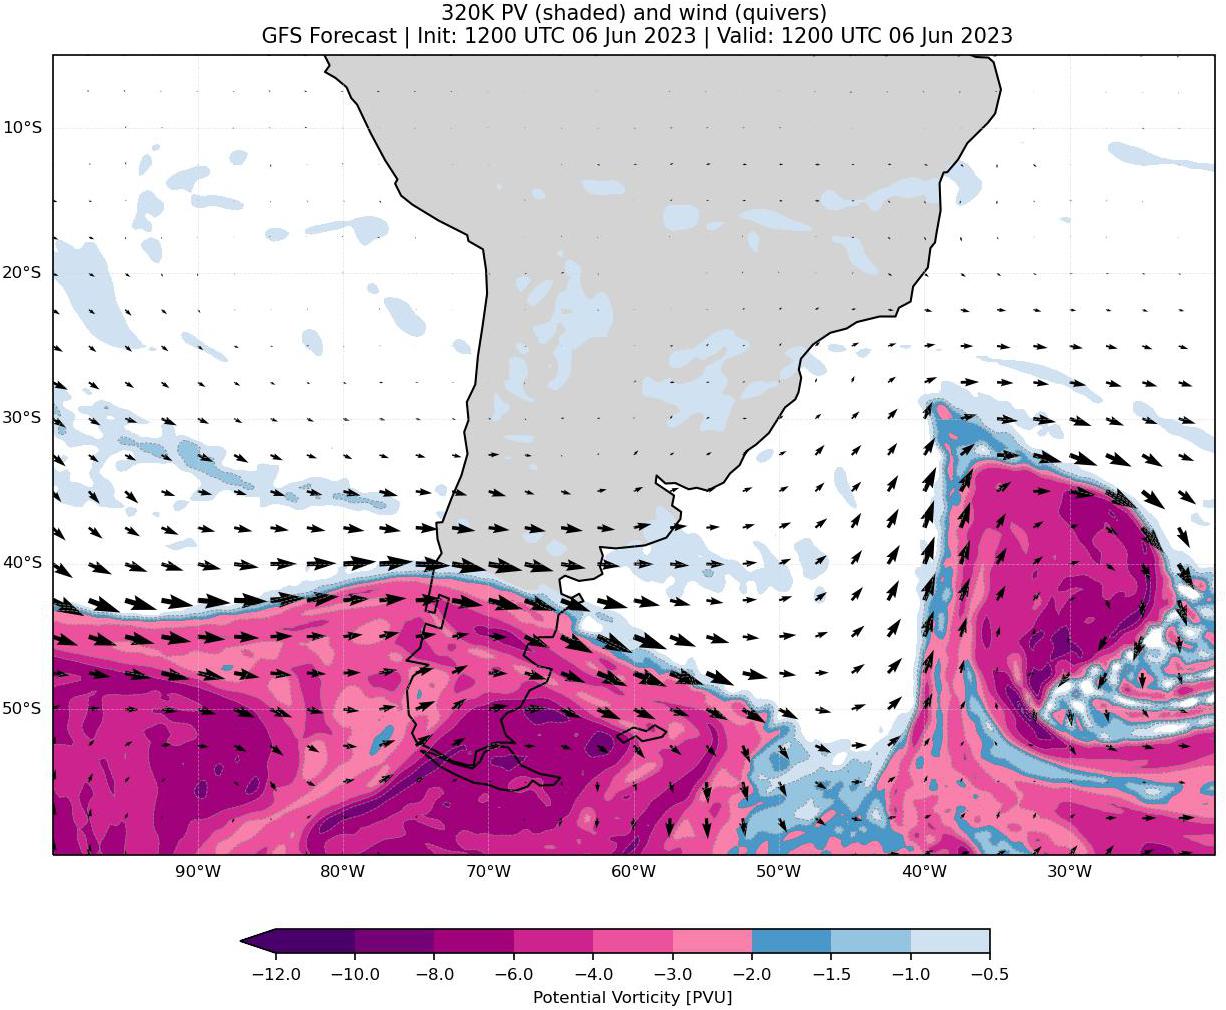 320K PV (shaded) and wind (quivers)
GFS Forecast | Init: 1200 UTC 06 Jun 2023 | Valid: 1200 UTC 06 Jun 2023
10°S
20°S
30°S
40°S
50°S
90°W 80°W 70°W 60°W 50°W 40°W 30°W
−12.0 −10.0 −8.0 −6.0 −4.0 −3.0 −2.0 −1.5 −1.0 −0.5
Potential Vorticity [PVU]